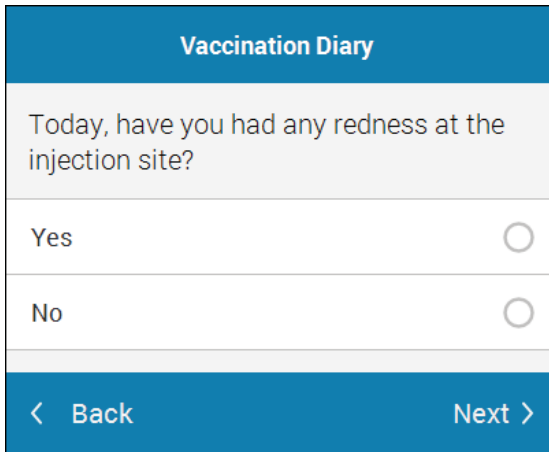 Vaccination Diary
Today, have you had any redness at the
injection site?
Yes
No
Back
Next